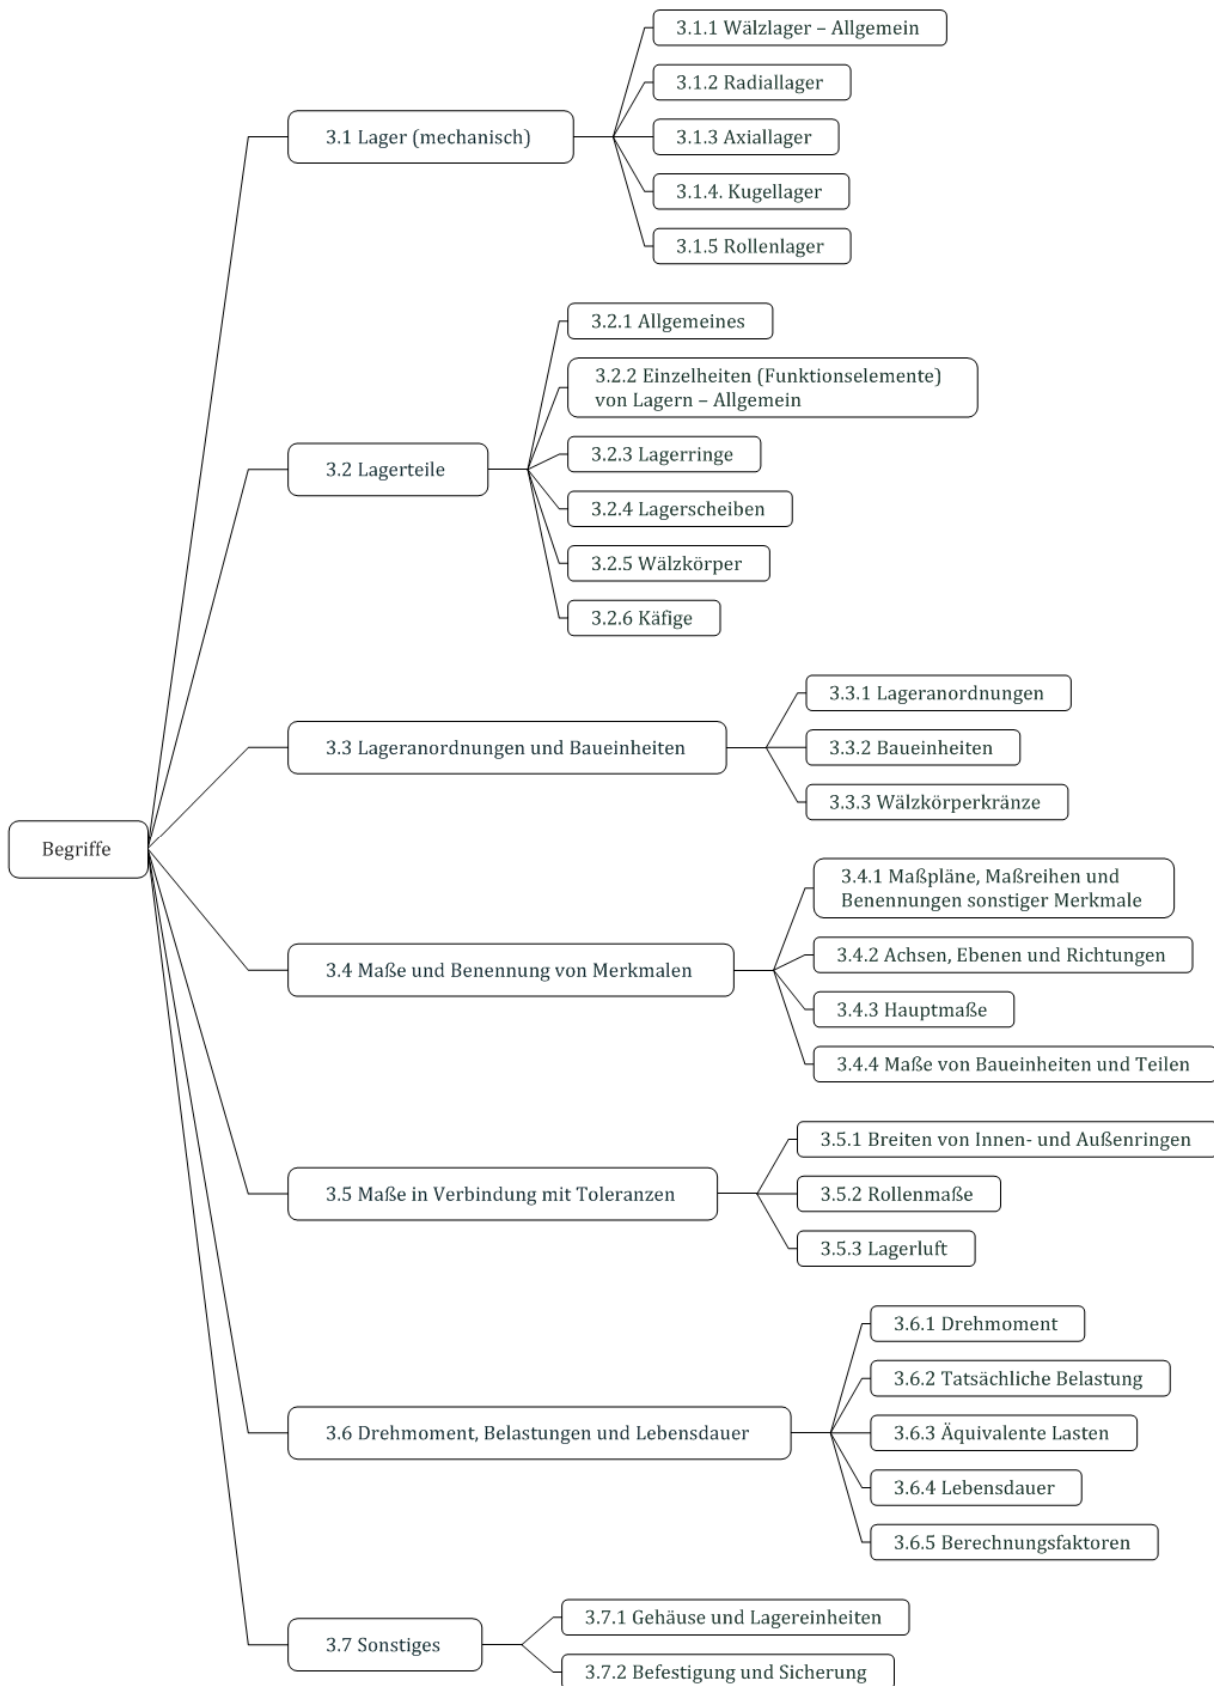 Begriffe
3.1 Lager (mechanisch)
3.1.1 Wälzlager – Allgemein
3.1.2 Radiallager
3.1.3 Axiallager
3.1.4. Kugellager
3.1.5 Rollenlager
3.2 Lagerteile
3.2.1 Allgemeines
3.2.2 Einzelheiten (Funktionselemente)
von Lagern – Allgemein
3.2.3 Lagerringe
3.2.4 Lagerscheiben
3.2.5 Wälzkörper
3.2.6 Käfige
3.3 Lageranordnungen und Baueinheiten
3.3.1 Lageranordnungen
3.3.2 Baueinheiten
3.3.3 Wälzkörperkränze
3.4 Maße und Benennung von Merkmalen
3.4.1 Maßpläne, Maßreihen und
Benennungen sonstiger Merkmale
3.4.2 Achsen, Ebenen und Richtungen
3.4.3 Hauptmaße
3.4.4 Maße von Baueinheiten und Teilen
3.5 Maße in Verbindung mit Toleranzen
3.5.1 Breiten von Innen- und Außenringen
3.5.2 Rollenmaße
3.5.3 Lagerluft
3.6 Drehmoment, Belastungen und Lebensdauer
3.6.1 Drehmoment
3.6.2 Tatsächliche Belastung
3.6.3 Äquivalente Lasten
3.6.4 Lebensdauer
3.6.5 Berechnungsfaktoren
3.7 Sonstiges
3.7.1 Gehäuse und Lagereinheiten
3.7.2 Befestigung und Sicherung